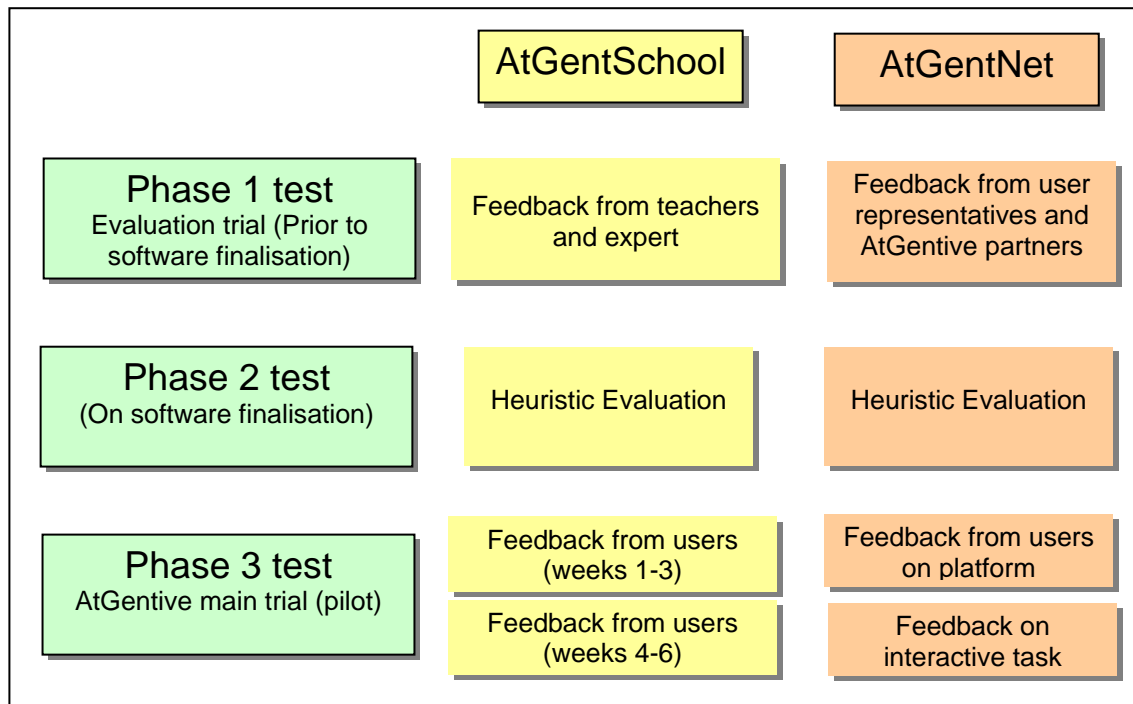 AtGentSchool
AtGentNet
Phase 1 test
Evaluation trial (Prior to
software finalisation)
Feedback from teachers
and expert
Feedback from user
representatives and
AtGentive partners
Phase 2 test
(On software finalisation)
Heuristic Evaluation
Heuristic Evaluation
Phase 3 test
AtGentive main trial (pilot)
Feedback from users
(weeks 1-3)
Feedback from users
on platform
Feedback from users
(weeks 4-6)
Feedback on
interactive task